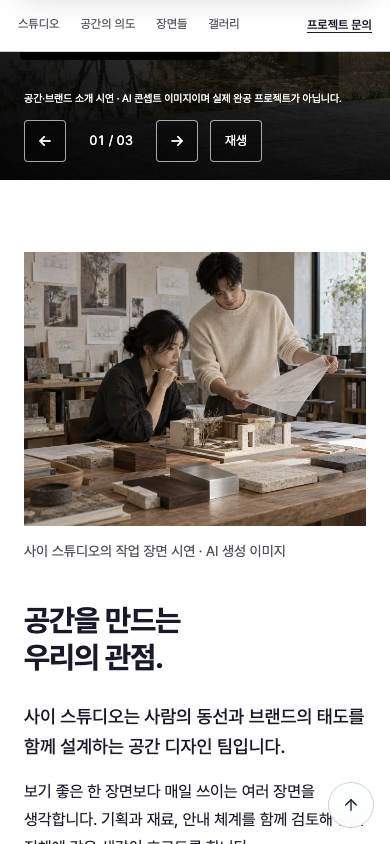 스튜디오 공간의 의도 장면들 갤러리 프로젝트 문의
공간·브랜드 소개 시연 · AI 콘셉트 이미지이며 실제 완공 프로젝트가 아닙니다.
01 / 03 재생
사이 스튜디오의 작업 장면 시연 · AI 생성 이미지
공간을 만드는
우리의 관점.
사이 스튜디오는 사람의 동선과 브랜드의 태도를
함께 설계하는 공간 디자인 팀입니다.
보기 좋은 한 장면보다 매일 쓰이는 여러 장면을
생각합니다. 기획과 재료, 안내 체계를 함께 검토해